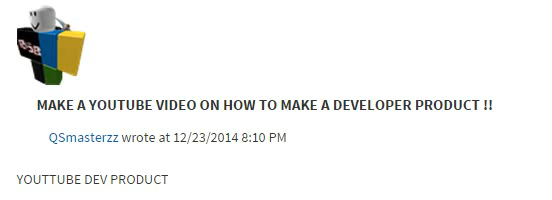 MAKE A YOUTUBE VIDEO ON HOW TO MAKE A DEVELOPER PRODUCT !!
QSmasterzz wrote at 12/23/2014 8:10 PM
YOUTTUBE DEV PRODUCT